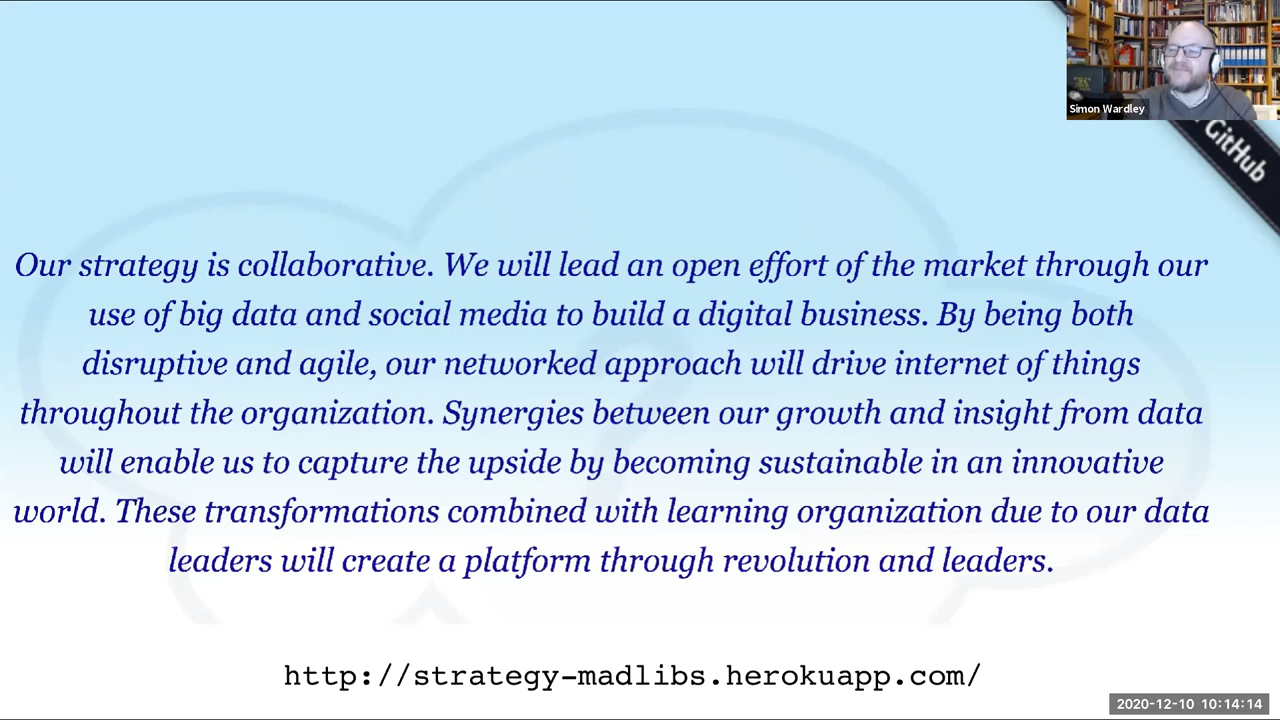 Simon Wardley
GitHub
Our strategy is collaborative. We will lead an open effort of the market through our
use of big data and social media to build a digital business. By being both
disruptive and agile, our networked approach will drive internet of things
throughout the organization. Synergies between our growth and insight from data
will enable us to capture the upside by becoming sustainable in an innovative
world. These transformations combined with learning organization due to our data
leaders will create a platform through revolution and leaders.
http://strategy-madlibs.herokuapp.com/
2020-12-10 10:14:14